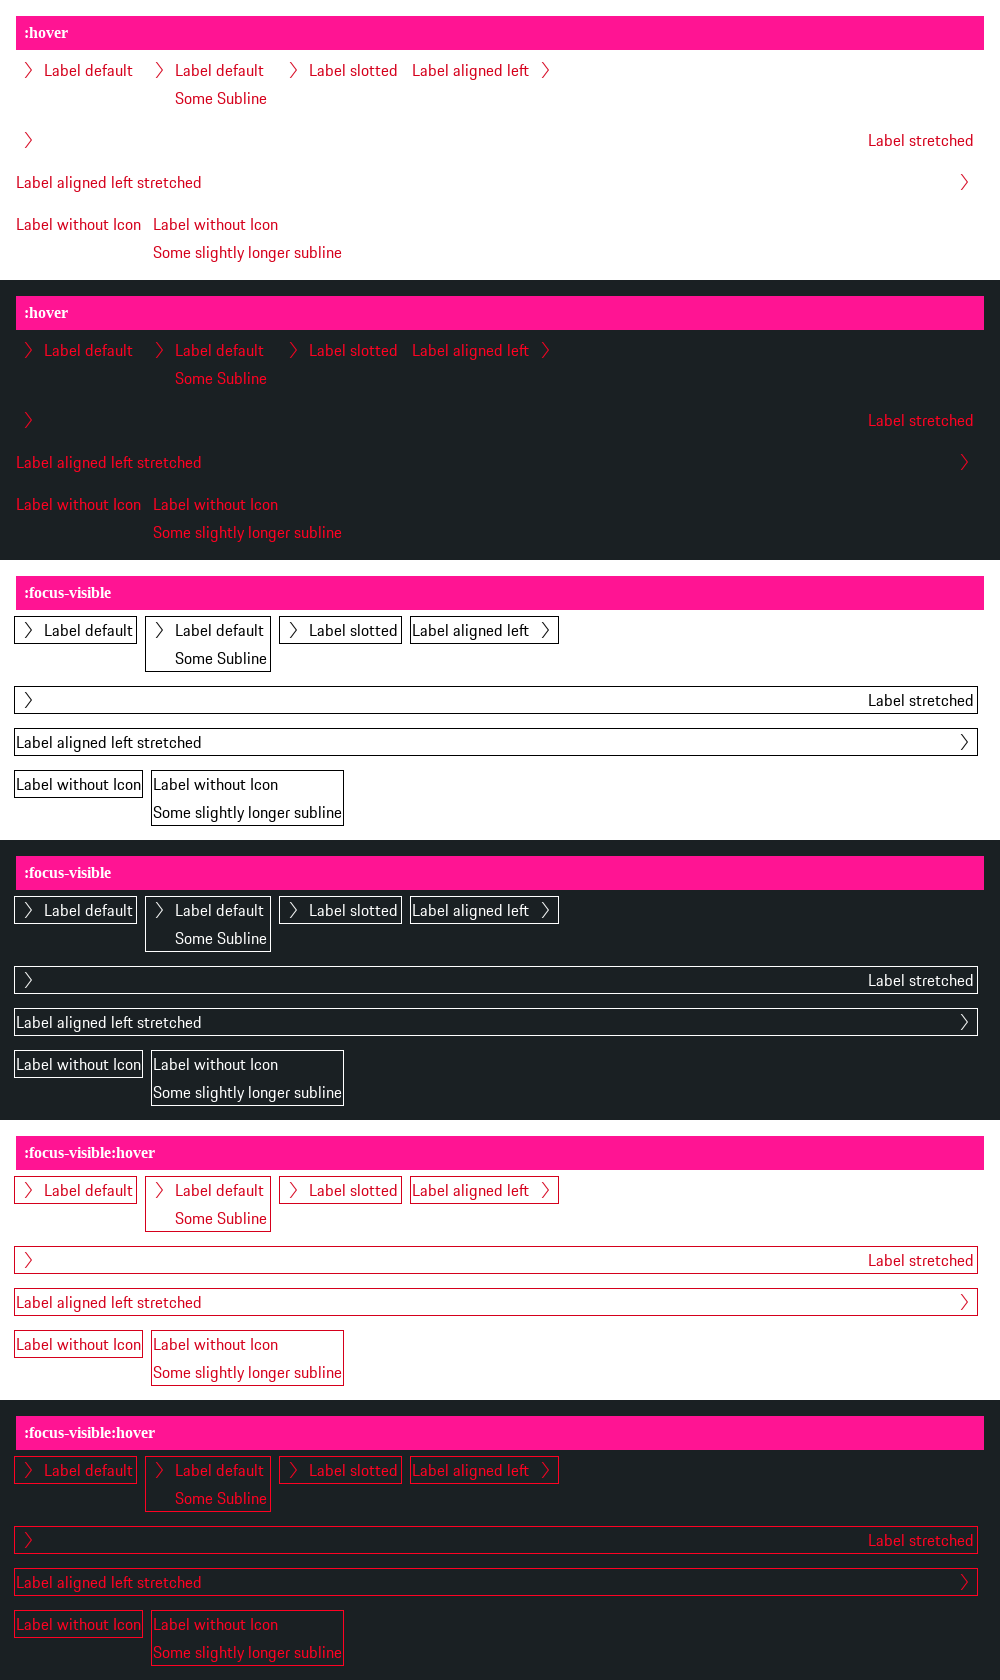 :hover
Label default Label default Label slotted Label aligned left
Some Subline
Label stretched
Label aligned left stretched
Label without Icon Label without Icon
Some slightly longer subline
:hover
Label default Label default Label slotted Label aligned left
Some Subline
Label stretched
Label aligned left stretched
Label without Icon Label without Icon
Some slightly longer subline
:focus-visible
Label default Label default Label slotted Label aligned left
Some Subline
Label stretched
Label aligned left stretched
Label without Icon Label without Icon
Some slightly longer subline
:focus-visible
Label default Label default Label slotted Label aligned left
Some Subline
Label stretched
Label aligned left stretched
Label without Icon Label without Icon
Some slightly longer subline
:focus-visible:hover
Label default Label default Label slotted Label aligned left
Some Subline
Label stretched
Label aligned left stretched
Label without Icon Label without Icon
Some slightly longer subline
:focus-visible:hover
Label default Label default Label slotted Label aligned left
Some Subline
Label stretched
Label aligned left stretched
Label without Icon Label without Icon
Some slightly longer subline